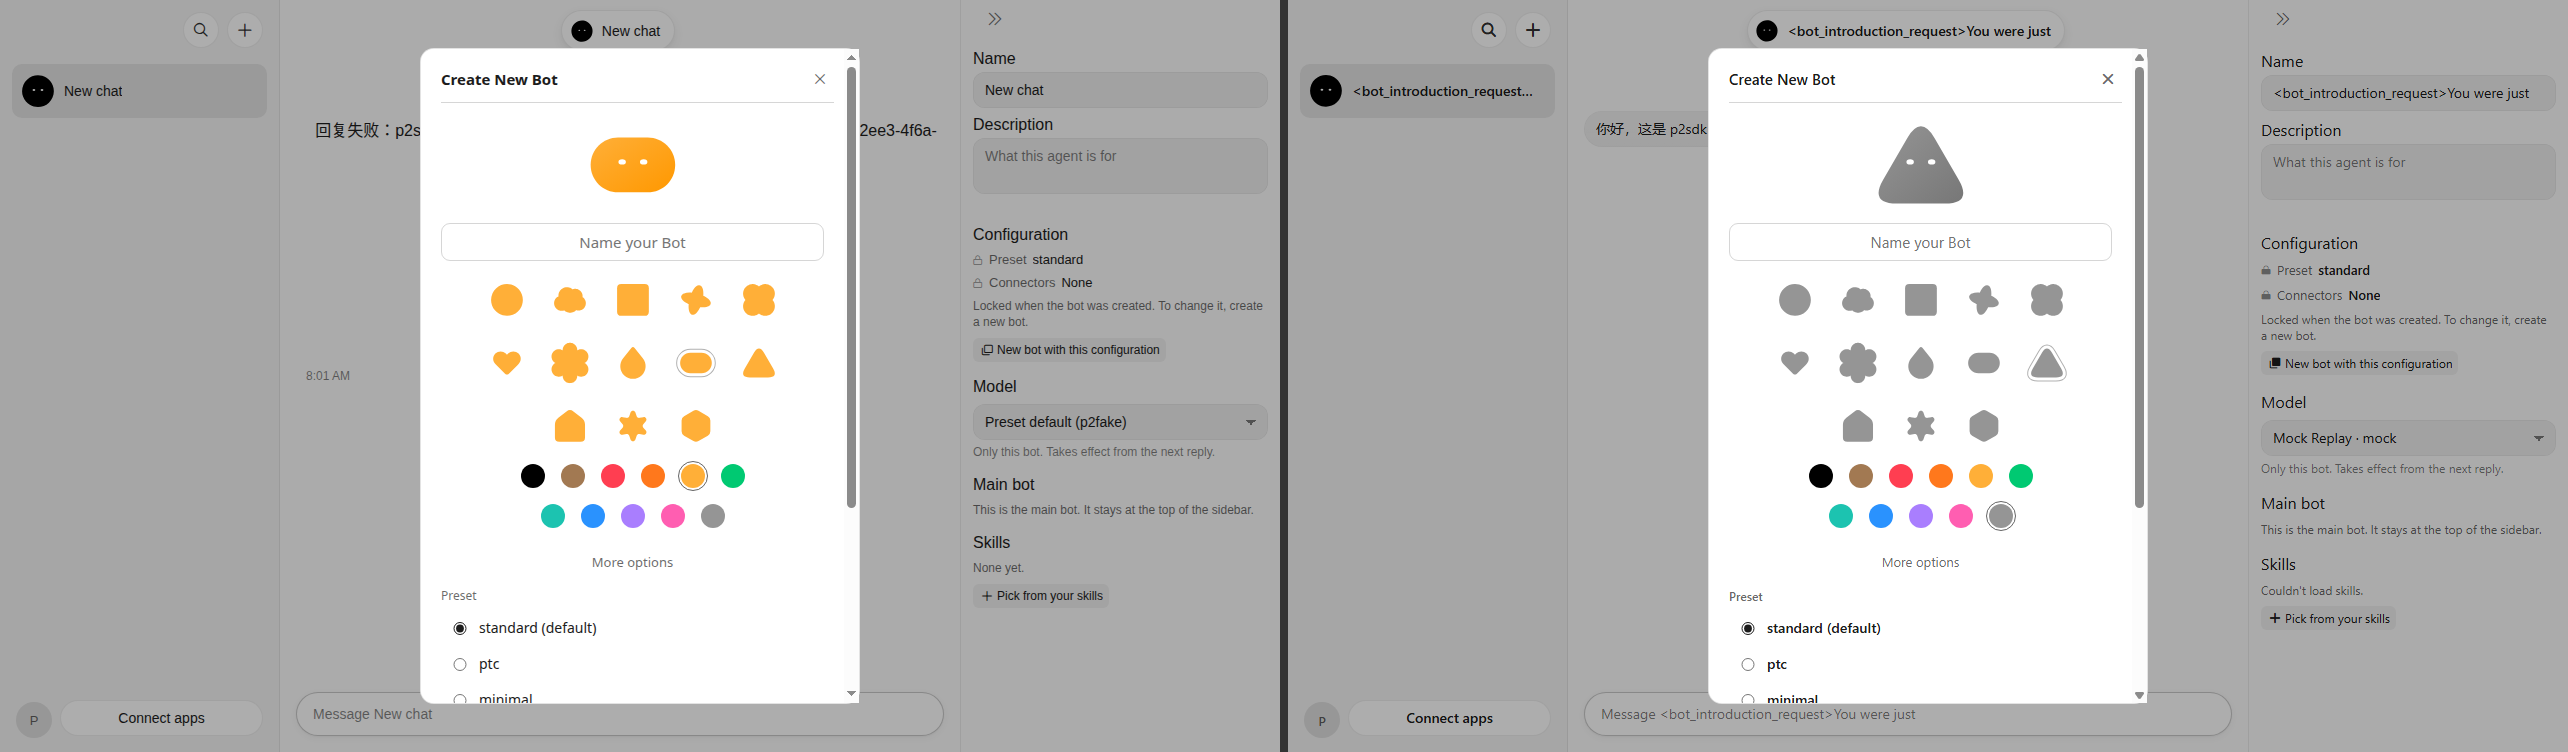 New chat
New chat
回复失败：p2s
2ee3-4f6a-
8:01 AM
P
Connect apps
Message New chat
Create New Bot
Name your Bot
More options
Preset
standard (default)
ptc
minimal
Name
New chat
Description
What this agent is for
Configuration
Preset standard
Connectors None
Locked when the bot was created. To change it, create
a new bot.
New bot with this configuration
Model
Preset default (p2fake)
Only this bot. Takes effect from the next reply.
Main bot
This is the main bot. It stays at the top of the sidebar.
Skills
None yet.
Pick from your skills
<bot_introduction_request>You were just
<bot_introduction_request...
你好，这是 p2sdk
P
Connect apps
Message <bot_introduction_request>You were just
Create New Bot
Name your Bot
More options
Preset
standard (default)
ptc
minimal
Name
<bot_introduction_request>You were just
Description
What this agent is for
Configuration
Preset standard
Connectors None
Locked when the bot was created. To change it, create
a new bot.
New bot with this configuration
Model
Mock Replay · mock
Only this bot. Takes effect from the next reply.
Main bot
This is the main bot. It stays at the top of the sidebar.
Skills
Couldn't load skills.
Pick from your skills